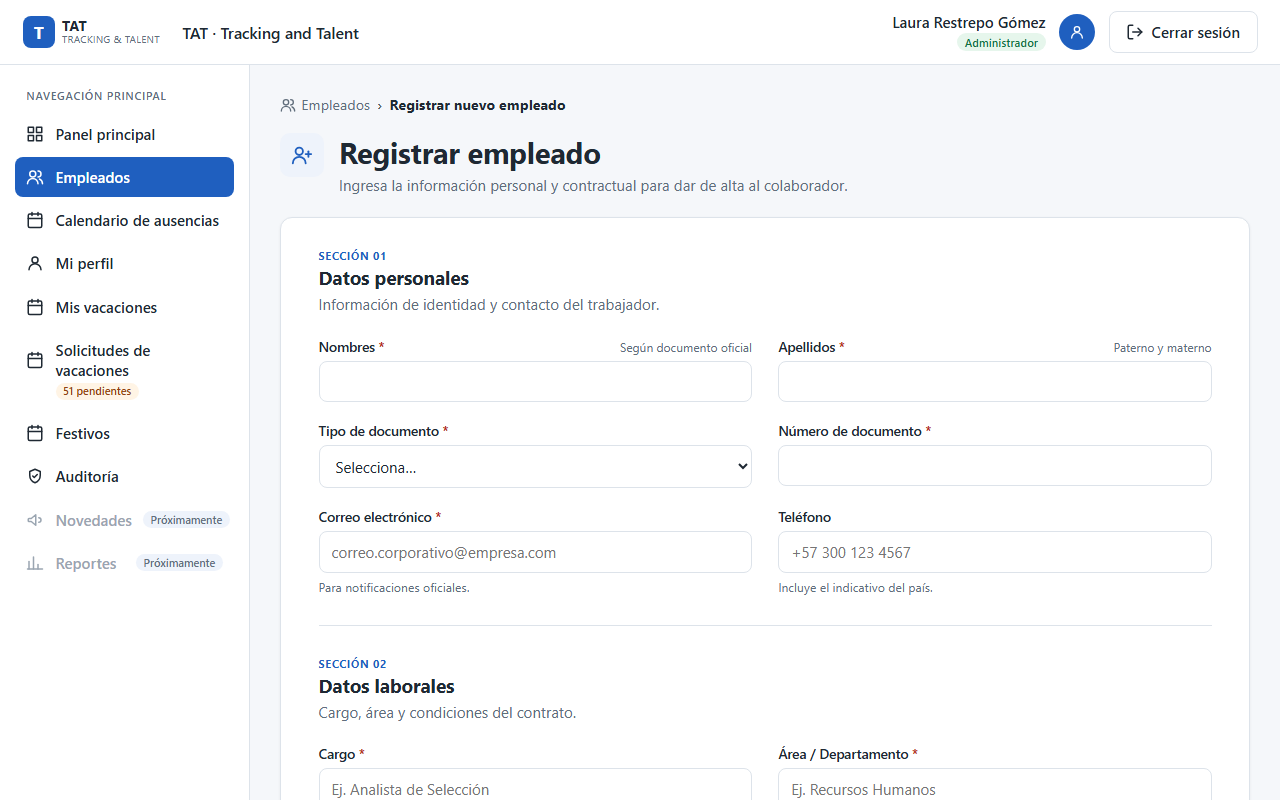 T
TAT
TRACKING & TALENT
TAT · Tracking and Talent
Laura Restrepo Gómez
Administrador
Cerrar sesión
NAVEGACIÓN PRINCIPAL
Panel principal
Empleados
Calendario de ausencias
Mi perfil
Mis vacaciones
Solicitudes de
vacaciones
51 pendientes
Festivos
Auditoría
Novedades Próximamente
Reportes Próximamente
Empleados › Registrar nuevo empleado
Registrar empleado
Ingresa la información personal y contractual para dar de alta al colaborador.
SECCIÓN 01
Datos personales
Información de identidad y contacto del trabajador.
Nombres * Según documento oficial
Apellidos * Paterno y materno
Tipo de documento *
Selecciona...
Número de documento *
Correo electrónico *
correo.corporativo@empresa.com
Para notificaciones oficiales.
Teléfono
+57 300 123 4567
Incluye el indicativo del país.
SECCIÓN 02
Datos laborales
Cargo, área y condiciones del contrato.
Cargo *
Ej. Analista de Selección
Área / Departamento *
Ej. Recursos Humanos